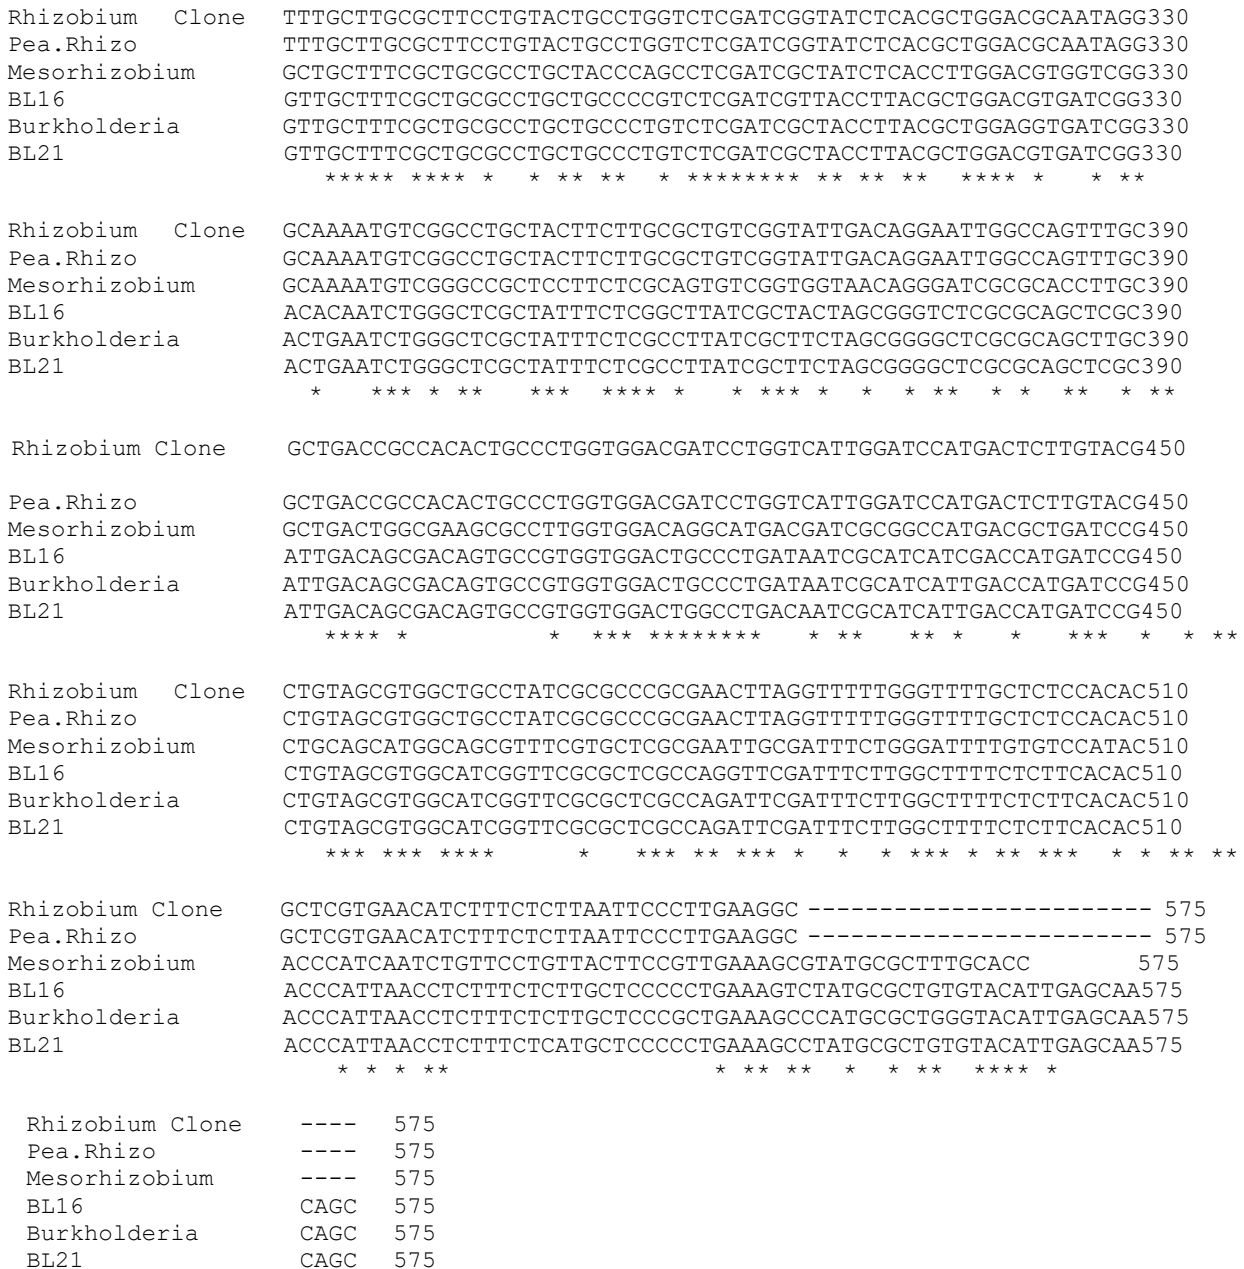 Rhizobium Clone TTTGCTTGCGCTTCCTGTACTGCCTGGTCTCGATCGGTATCTCACGCTGGACGCAATAGG330
Pea.Rhizo TTTGCTTGCGCTTCCTGTACTGCCTGGTCTCGATCGGTATCTCACGCTGGACGCAATAGG330
Mesorhizobium GCTGCTTTCGCTGCGCCTGCTACCCAGCCTCGATCGCTATCTCACCTTGGACGTGGTCGG330
BL16 GTTGCTTTCGCTGCGCCTGCTGCCCCGTCTCGATCGTTACCTTACGCTGGACGTGATCGG330
Burkholderia GTTGCTTTCGCTGCGCCTGCTGCCCTGTCTCGATCGCTACCTTACGCTGGAGGTGATCGG330
BL21 GTTGCTTTCGCTGCGCCTGCTGCCCTGTCTCGATCGCTACCTTACGCTGGACGTGATCGG330
***** **** * * ** ** * ******** ** ** ** **** * * **
Rhizobium Clone GCAAAATGTCGGCCTGCTACTTCTTGCGCTGTCGGTATTGACAGGAATTGGCCAGTTTGC390
Pea.Rhizo GCAAAATGTCGGCCTGCTACTTCTTGCGCTGTCGGTATTGACAGGAATTGGCCAGTTTGC390
Mesorhizobium GCAAAATGTCGGGCCGCTCCTTCTCGCAGTGTCGGTGGTAACAGGGATCGCGCACCTTGC390
BL16 ACACAATCTGGGCTCGCTATTTCTCGGCTTATCGCTACTAGCGGGTCTCGCGCAGCTCGC390
Burkholderia ACTGAATCTGGGCTCGCTATTTCTCGCCTTATCGCTTCTAGCGGGGCTCGCGCAGCTTGC390
BL21 ACTGAATCTGGGCTCGCTATTTCTCGCCTTATCGCTTCTAGCGGGGCTCGCGCAGCTCGC390
* *** * ** *** **** * * *** * * * ** * * ** * **
Rhizobium Clone GCTGACCGCCACACTGCCCTGGTGGACGATCCTGGTCATTGGATCCATGACTCTTGTACG450
Pea.Rhizo GCTGACCGCCACACTGCCCTGGTGGACGATCCTGGTCATTGGATCCATGACTCTTGTACG450
Mesorhizobium GCTGACTGGCGAAGCGCCTTGGTGGACAGGCATGACGATCGCGGCCATGACGCTGATCCG450
BL16 ATTGACAGCGACAGTGCCGTGGTGGACTGCCCTGATAATCGCATCATCGACCATGATCCG450
Burkholderia ATTGACAGCGACAGTGCCGTGGTGGACTGCCCTGATAATCGCATCATTGACCATGATCCG450
BL21 ATTGACAGCGACAGTGCCGTGGTGGACTGGCCTGACAATCGCATCATTGACCATGATCCG450
**** * * *** ******** * ** ** * * *** * * **
Rhizobium Clone CTGTAGCGTGGCTGCCTATCGCGCCCGCGAACTTAGGTTTTTGGGTTTTGCTCTCCACAC510
Pea.Rhizo CTGTAGCGTGGCTGCCTATCGCGCCCGCGAACTTAGGTTTTTGGGTTTTGCTCTCCACAC510
Mesorhizobium CTGCAGCATGGCAGCGTTTCGTGCTCGCGAATTGCGATTTCTGGGATTTTGTGTCCATAC510
BL16 CTGTAGCGTGGCATCGGTTCGCGCTCGCCAGGTTCGATTTCTTGGCTTTTCTCTTCACAC510
Burkholderia CTGTAGCGTGGCATCGGTTCGCGCTCGCCAGATTCGATTTCTTGGCTTTTCTCTTCACAC510
BL21 CTGTAGCGTGGCATCGGTTCGCGCTCGCCAGATTCGATTTCTTGGCTTTTCTCTTCACAC510
*** *** **** * *** ** *** * * * *** * ** *** * * ** **
Rhizobium Clone GCTCGTGAACATCTTTCTCTTAATTCCCTTGAAGGC ------------------------ 575
Pea.Rhizo GCTCGTGAACATCTTTCTCTTAATTCCCTTGAAGGC ------------------------ 575
Mesorhizobium ACCCATCAATCTGTTCCTGTTACTTCCGTTGAAAGCGTATGCGCTTTGCACC 575
BL16 ACCCATTAACCTCTTTCTCTTGCTCCCCCTGAAAGTCTATGCGCTGTGTACATTGAGCAA575
Burkholderia ACCCATTAACCTCTTTCTCTTGCTCCCGCTGAAAGCCCATGCGCTGGGTACATTGAGCAA575
BL21 ACCCATTAACCTCTTTCTCATGCTCCCCCTGAAAGCCTATGCGCTGTGTACATTGAGCAA575
* * * ** * ** ** * * ** **** *
Rhizobium Clone ---- 575
Pea.Rhizo ---- 575
Mesorhizobium ---- 575
BL16 CAGC 575
Burkholderia CAGC 575
BL21 CAGC 575